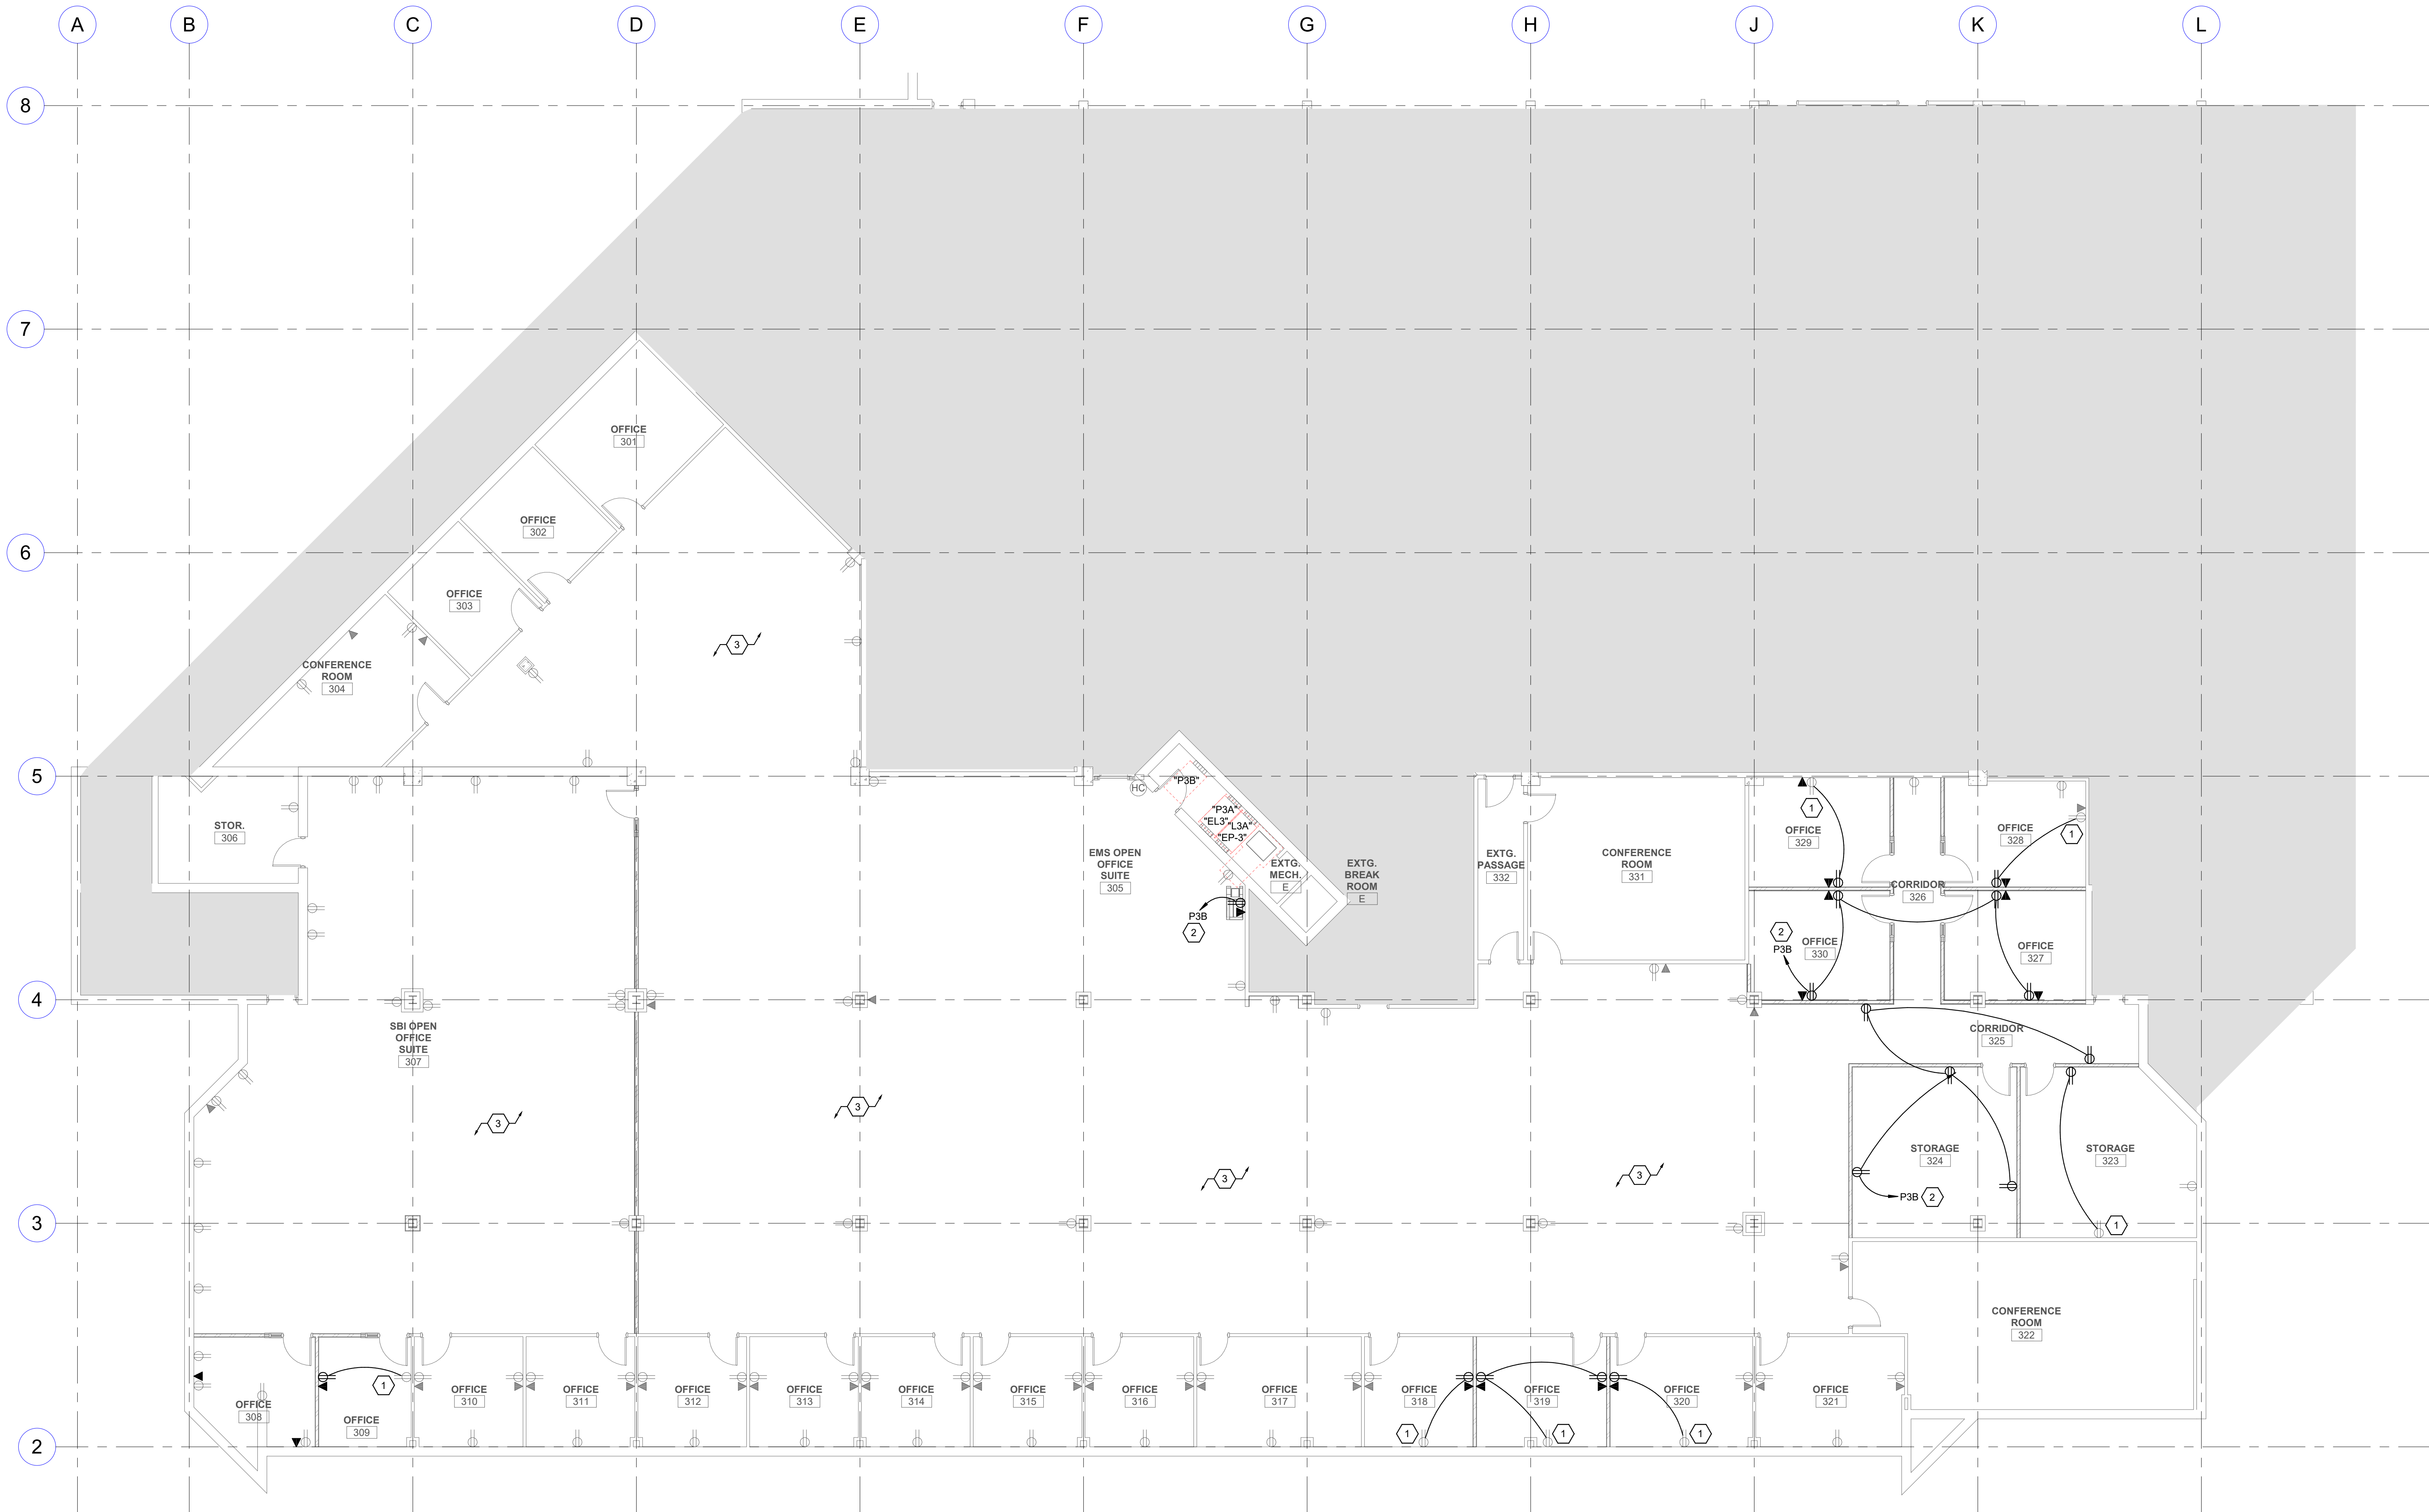 A
B
C
D
E
F
G
H
J
K
L
8
7
6
5
4
3
2
OFFICE
301
OFFICE
302
OFFICE
303
CONFERENCE
ROOM
304
3
STOR.
306
HC
"P3B"
"P3A"
"EL3"
"L3A"
"EP-3"
EXTG.
MECH.
E
EXTG.
BREAK
ROOM
E
EMS OPEN
OFFICE
SUITE
305
P3B
2
EXTG.
PASSAGE
332
CONFERENCE
ROOM
331
1
OFFICE
329
OFFICE
328
1
CORRIDOR
326
2
P3B
OFFICE
330
OFFICE
327
SBI OPEN
OFFICE
SUITE
307
CORRIDOR
325
3
3
3
3
STORAGE
324
STORAGE
323
P3B
2
1
CONFERENCE
ROOM
322
OFFICE
308
1
OFFICE
309
OFFICE
310
OFFICE
311
OFFICE
312
OFFICE
313
OFFICE
314
OFFICE
315
OFFICE
316
OFFICE
317
OFFICE
318
1
OFFICE
319
1
OFFICE
320
1
OFFICE
321